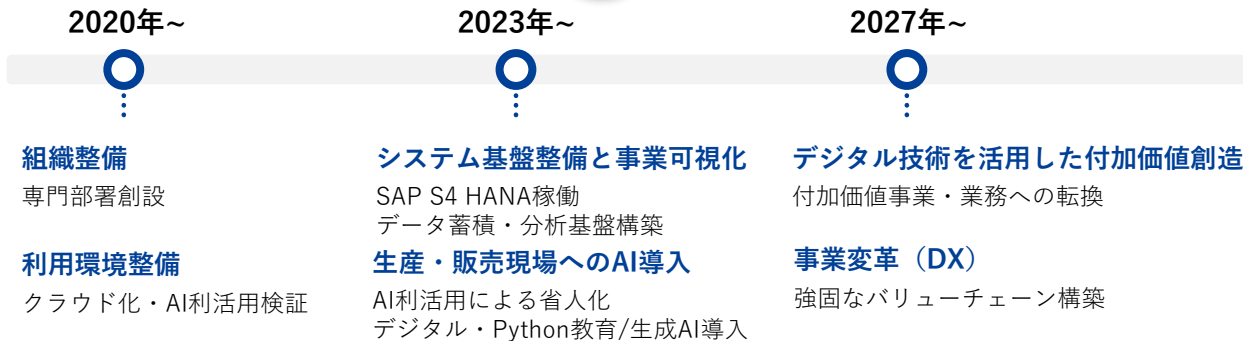 2020年~
2023年~
2027年~
組織整備
専門部署創設
利用環境整備
クラウド化・AI利活用検証
システム基盤整備と事業可視化
SAP S4 HANA稼働
データ蓄積・分析基盤構築
生産・販売現場へのAI導入
AI利活用による省人化
デジタル・Python教育/生成AI導入
デジタル技術を活用した付加価値創造
付加価値事業・業務への転換
事業変革（DX）
強固なバリューチェーン構築